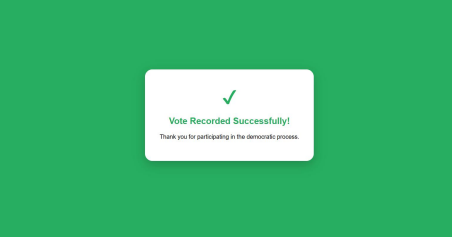 Vote Recorded Successfully!
Thank you for participating in the democratic process.